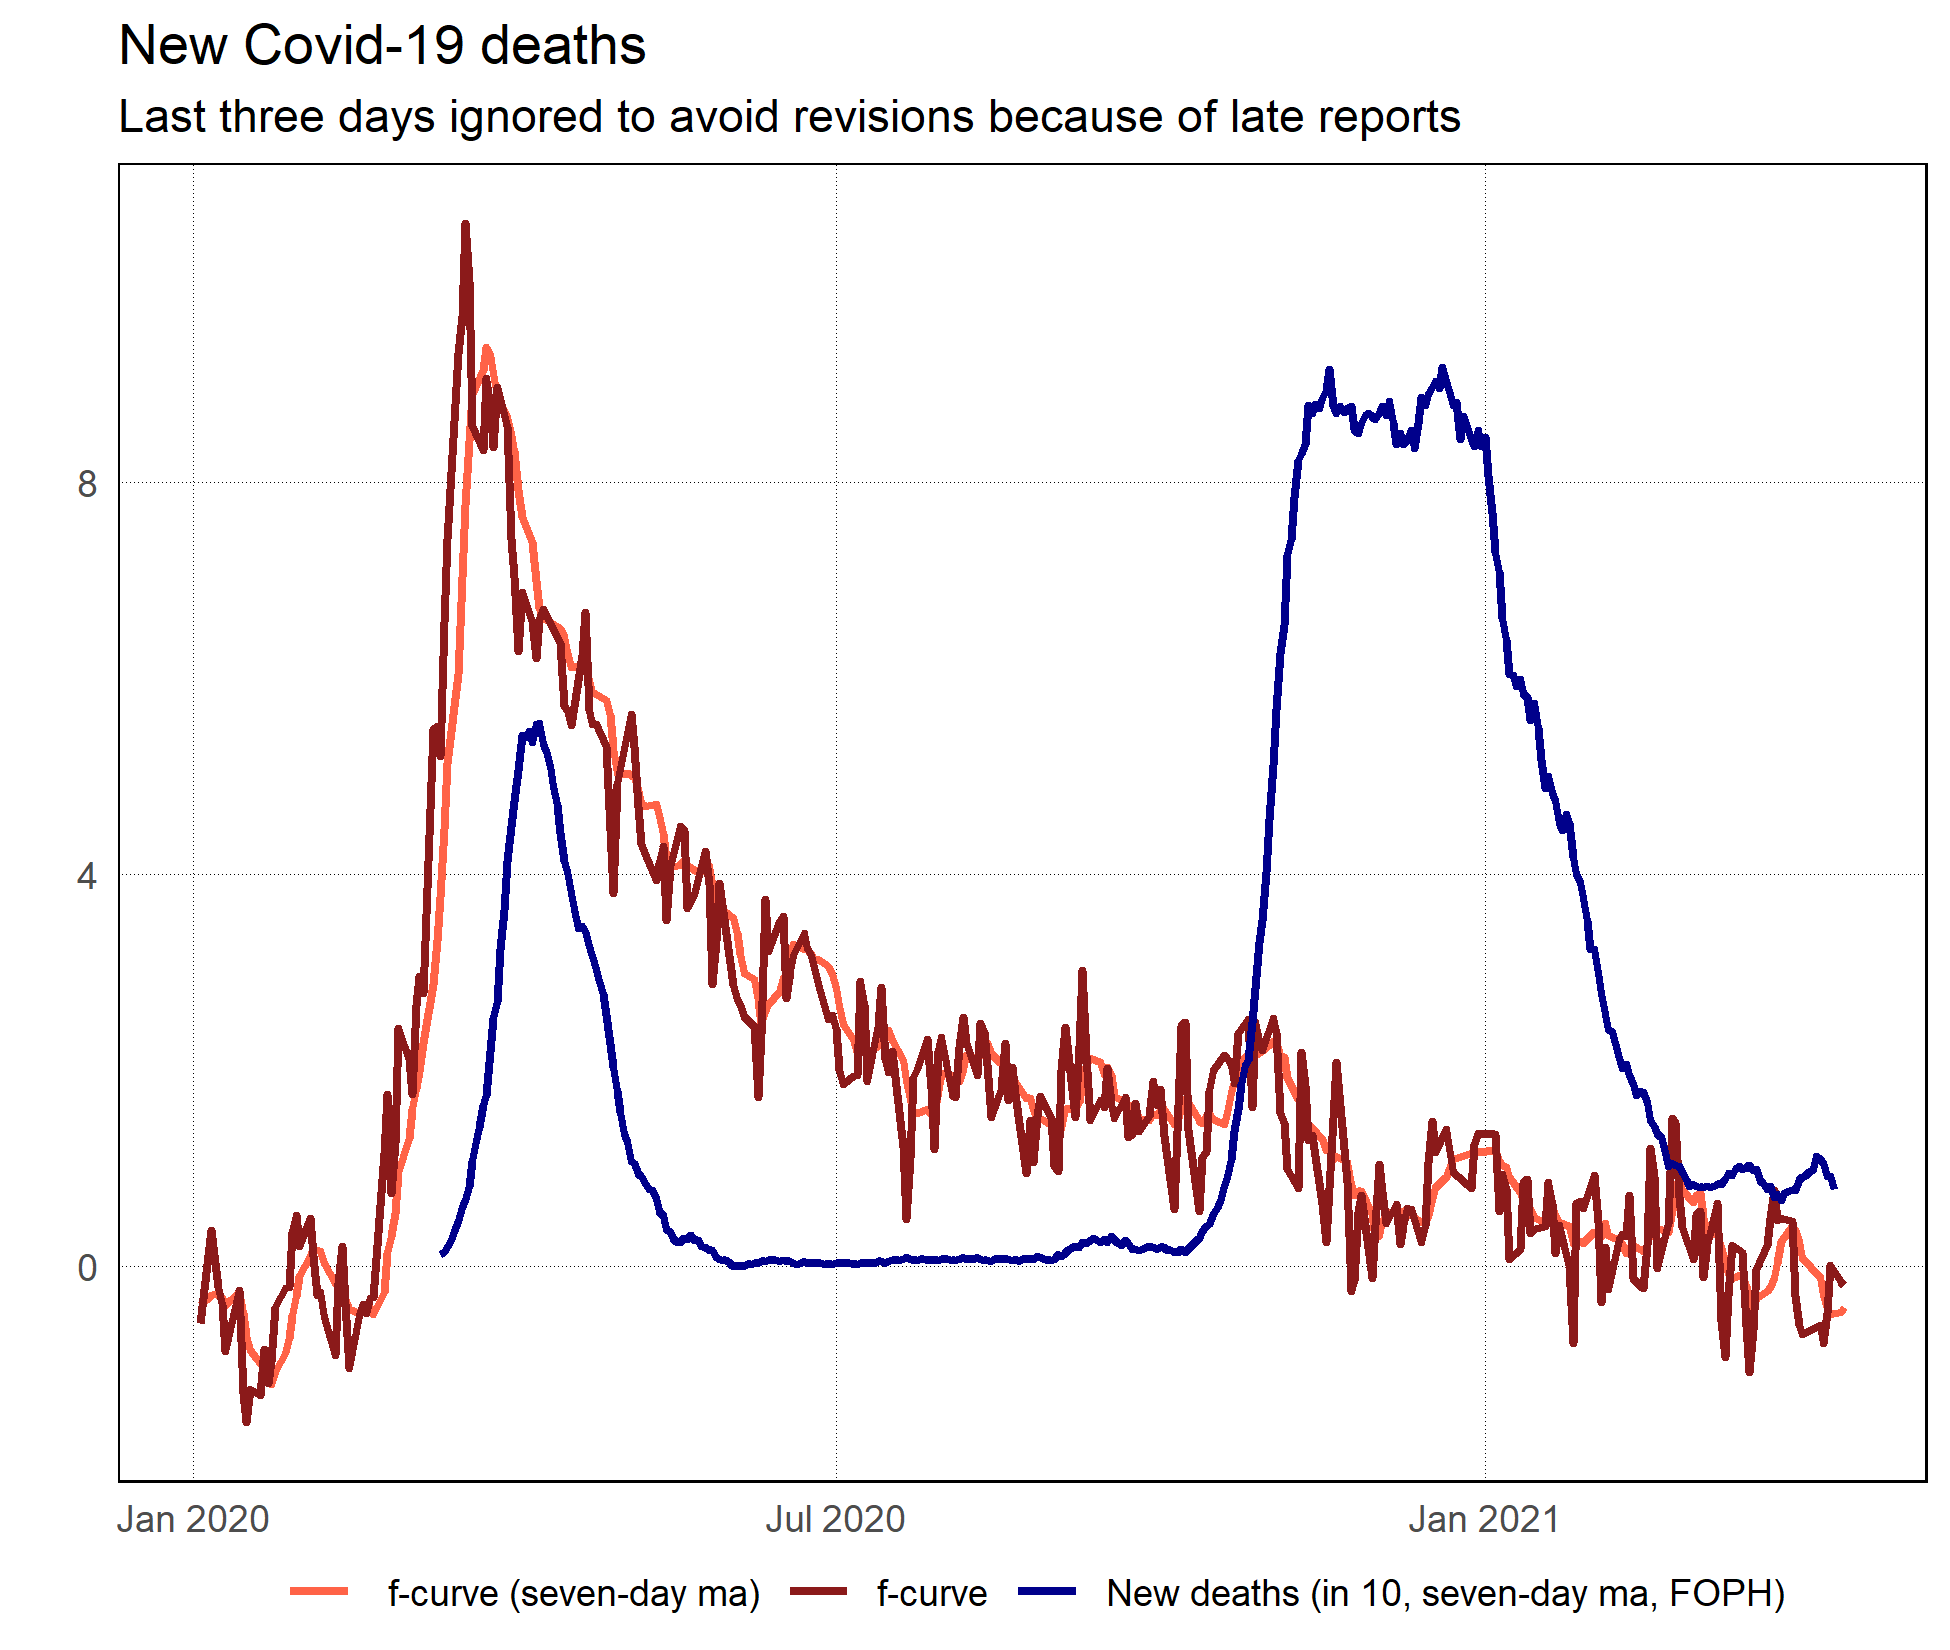 New Covid-19 deaths
Last three days ignored to avoid revisions because of late reports
8
4
0
Jan 2020 Jul 2020 Jan 2021
f-curve (seven-day ma) f-curve New deaths (in 10, seven-day ma, FOPH)